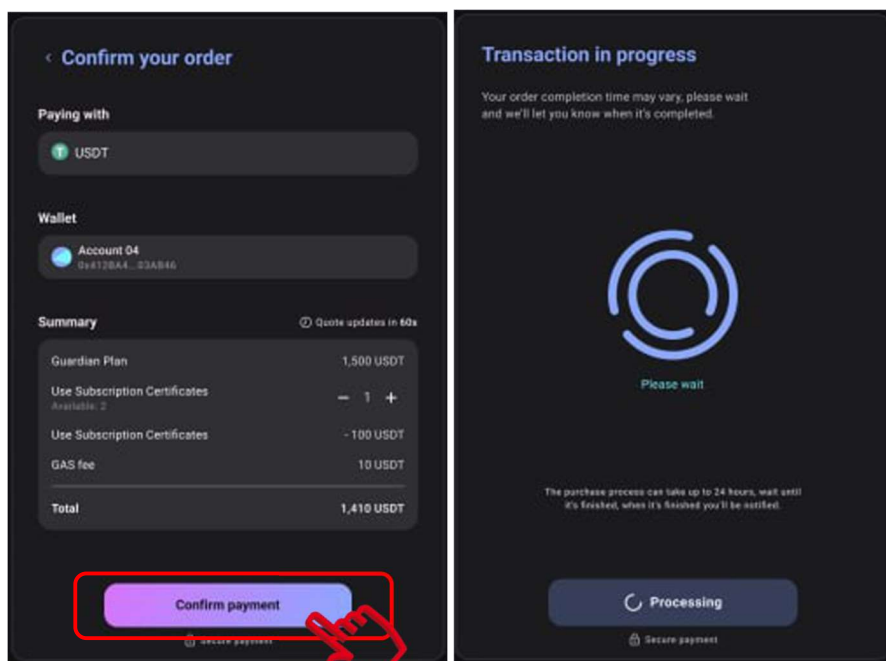 ‹ Confirm your order
Paying with
USDT
Wallet
Account 04
0x412BA4...03AB46
Summary
Quote updates in 60s
Guardian Plan 1,500 USDT
Use Subscription Certificates − 1 +
Available: 2
Use Subscription Certificates - 100 USDT
GAS fee 10 USDT
Total 1,410 USDT
Confirm payment
Secure payment
Transaction in progress
Your order completion time may vary, please wait
and we'll let you know when it's completed.
Please wait
The purchase process can take up to 24 hours, wait until
it's finished, when it's finished you'll be notified.
Processing
Secure payment